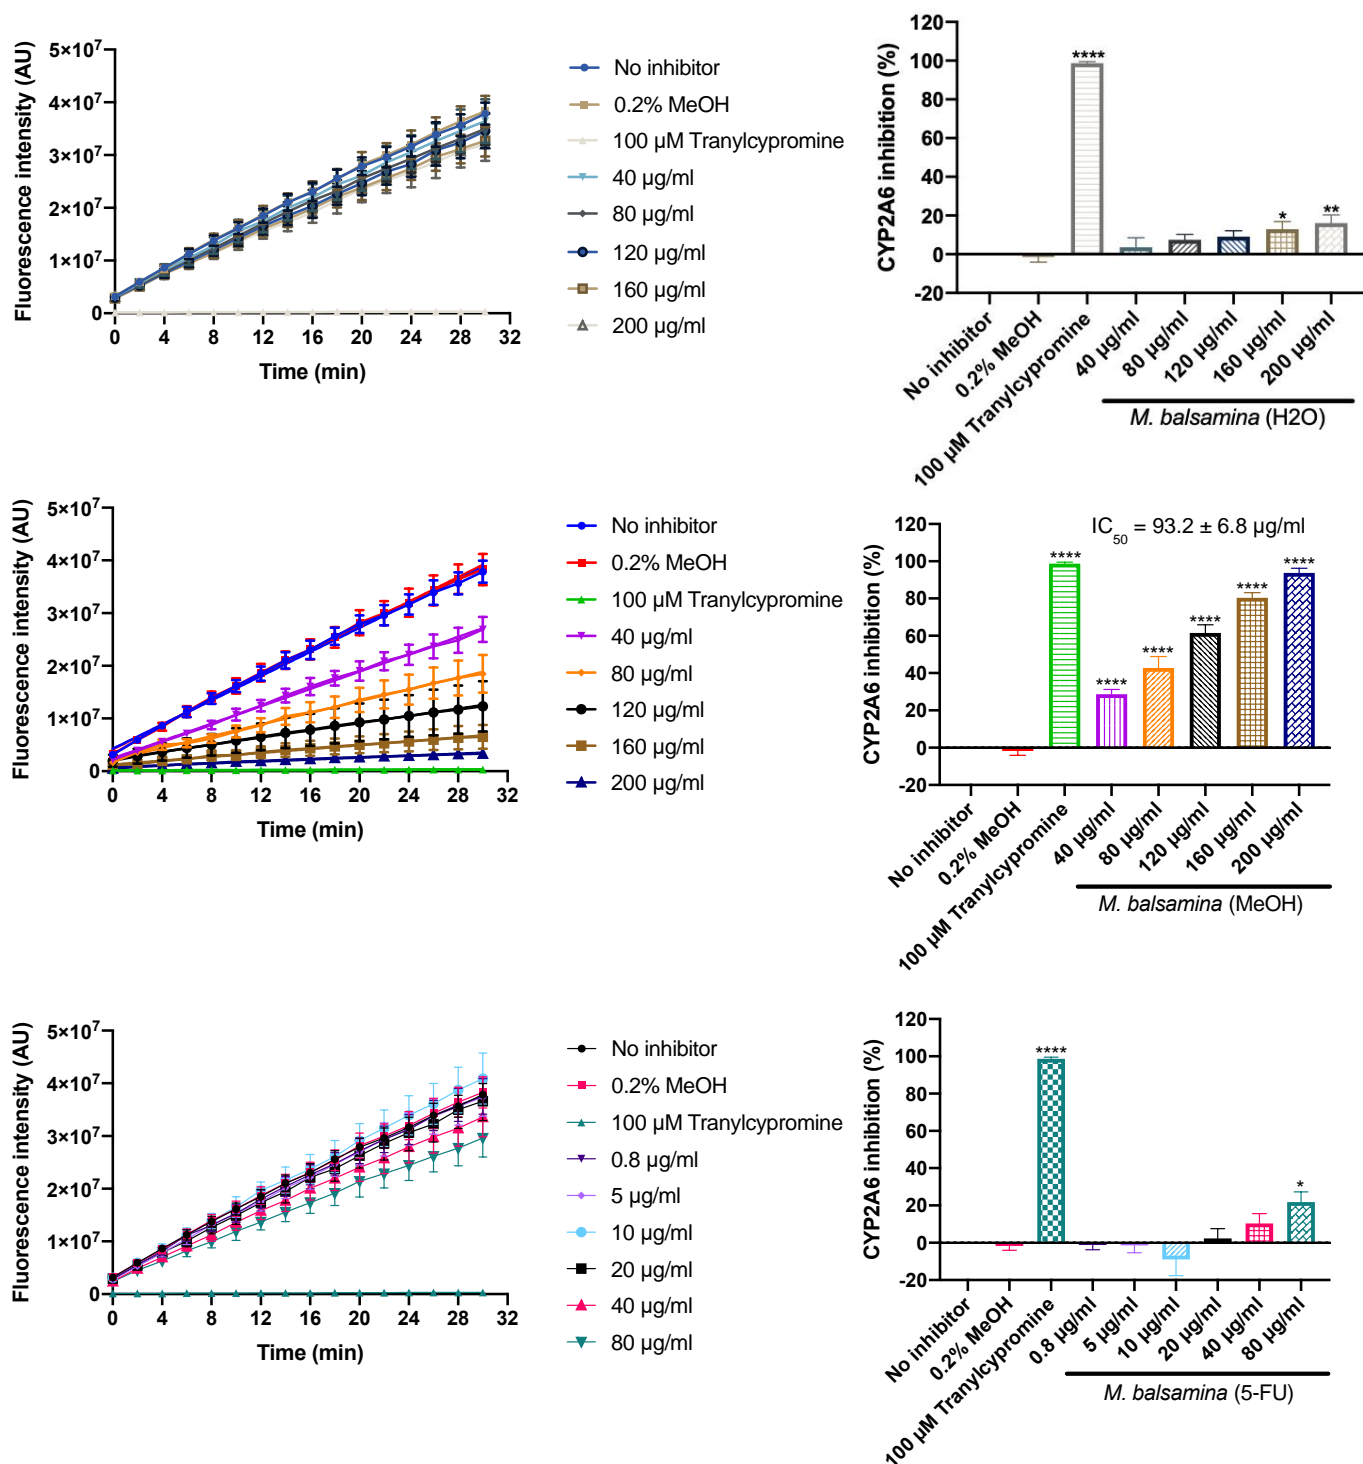 Fluorescence intensity (AU)
5×10⁷
4×10⁷
3×10⁷
2×10⁷
1×10⁷
0
0 4 8 12 16 20 24 28 32
Time (min)
No inhibitor
0.2% MeOH
100 µM Tranylcypromine
40 µg/ml
80 µg/ml
120 µg/ml
160 µg/ml
200 µg/ml
CYP2A6 inhibition (%)
120
100
80
60
40
20
0
-20
****
*
**
No inhibitor
0.2% MeOH
100 µM Tranylcypromine
40 µg/ml
80 µg/ml
120 µg/ml
160 µg/ml
200 µg/ml
M. balsamina (H2O)
Fluorescence intensity (AU)
5×10⁷
4×10⁷
3×10⁷
2×10⁷
1×10⁷
0
0 4 8 12 16 20 24 28 32
Time (min)
No inhibitor
0.2% MeOH
100 µM Tranylcypromine
40 µg/ml
80 µg/ml
120 µg/ml
160 µg/ml
200 µg/ml
CYP2A6 inhibition (%)
120
100
80
60
40
20
0
-20
IC₅₀ = 93.2 ± 6.8 µg/ml
****
****
****
****
****
****
No inhibitor
0.2% MeOH
100 µM Tranylcypromine
40 µg/ml
80 µg/ml
120 µg/ml
160 µg/ml
200 µg/ml
M. balsamina (MeOH)
Fluorescence intensity (AU)
5×10⁷
4×10⁷
3×10⁷
2×10⁷
1×10⁷
0
0 4 8 12 16 20 24 28 32
Time (min)
No inhibitor
0.2% MeOH
100 µM Tranylcypromine
0.8 µg/ml
5 µg/ml
10 µg/ml
20 µg/ml
40 µg/ml
80 µg/ml
CYP2A6 inhibition (%)
120
100
80
60
40
20
0
-20
****
*
No inhibitor
0.2% MeOH
100 µM Tranylcypromine
0.8 µg/ml
5 µg/ml
10 µg/ml
20 µg/ml
40 µg/ml
80 µg/ml
M. balsamina (5-FU)